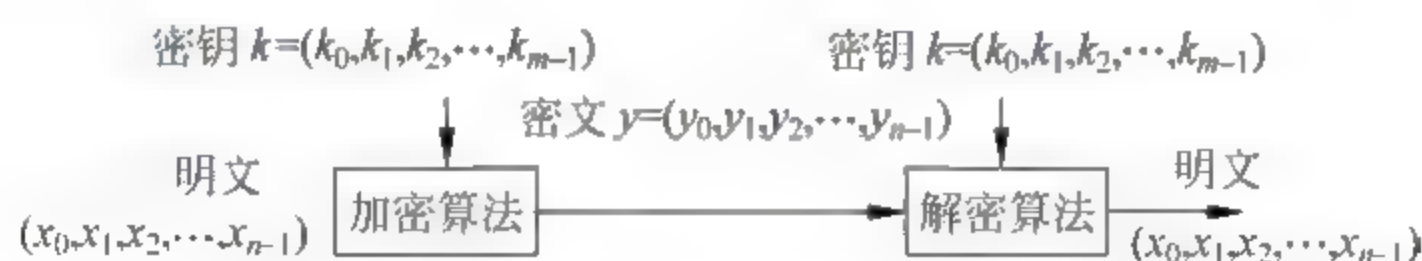 密钥 k=(k₀,k₁,k₂,⋯,kₘ₋₁)
密钥 k=(k₀,k₁,k₂,⋯,kₘ₋₁)
密文 y=(y₀,y₁,y₂,⋯,yₙ₋₁)
明文
(x₀,x₁,x₂,⋯,xₙ₋₁)
加密算法
解密算法
明文
(x₀,x₁,x₂,⋯,xₙ₋₁)